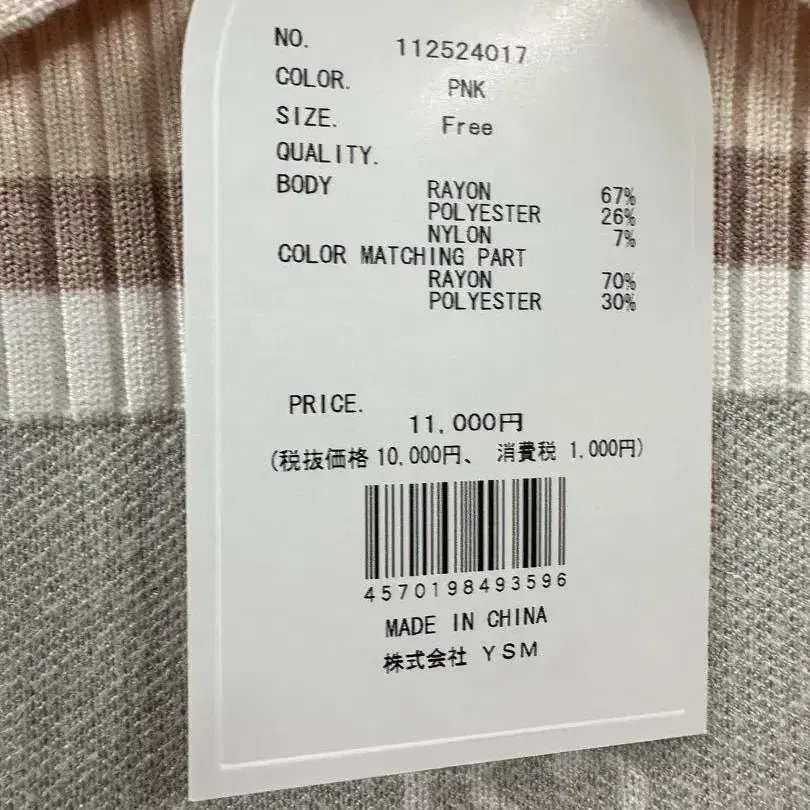 NO. 112524017
COLOR. PNK
SIZE. Free
QUALITY.
BODY RAYON 67%
POLYESTER 26%
NYLON 7%
COLOR MATCHING PART
RAYON 70%
POLYESTER 30%
PRICE. 11,000円
(税抜価格 10,000円、 消費税 1,000円)
4570198493596
MADE IN CHINA
株式会社 YSM